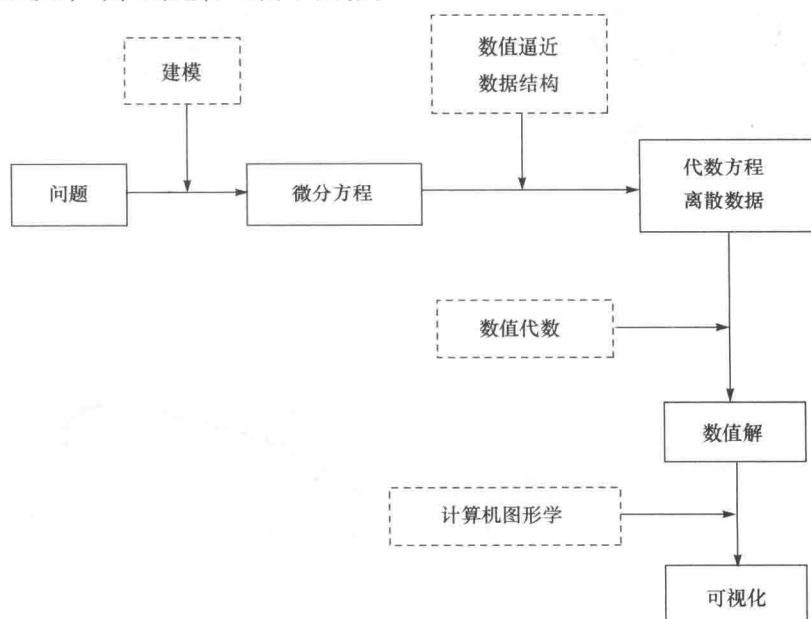 建模
数值逼近
数据结构
问题
微分方程
代数方程
离散数据
数值代数
数值解
计算机图形学
可视化